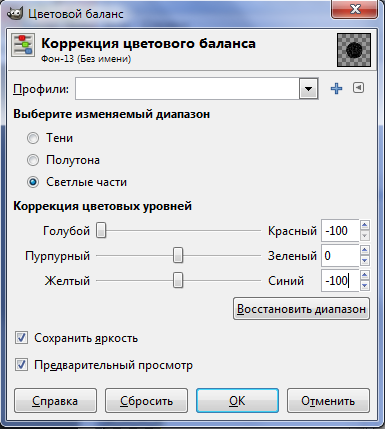 Цветовой баланс
Коррекция цветового баланса
Фон-13 (Без имени)
Профили:
Выберите изменяемый диапазон
Тени
Полутона
Светлые части
Коррекция цветовых уровней
Голубой Красный -100
Пурпурный Зеленый 0
Желтый Синий -100
Восстановить диапазон
Сохранить яркость
Предварительный просмотр
Справка Сбросить OK Отменить